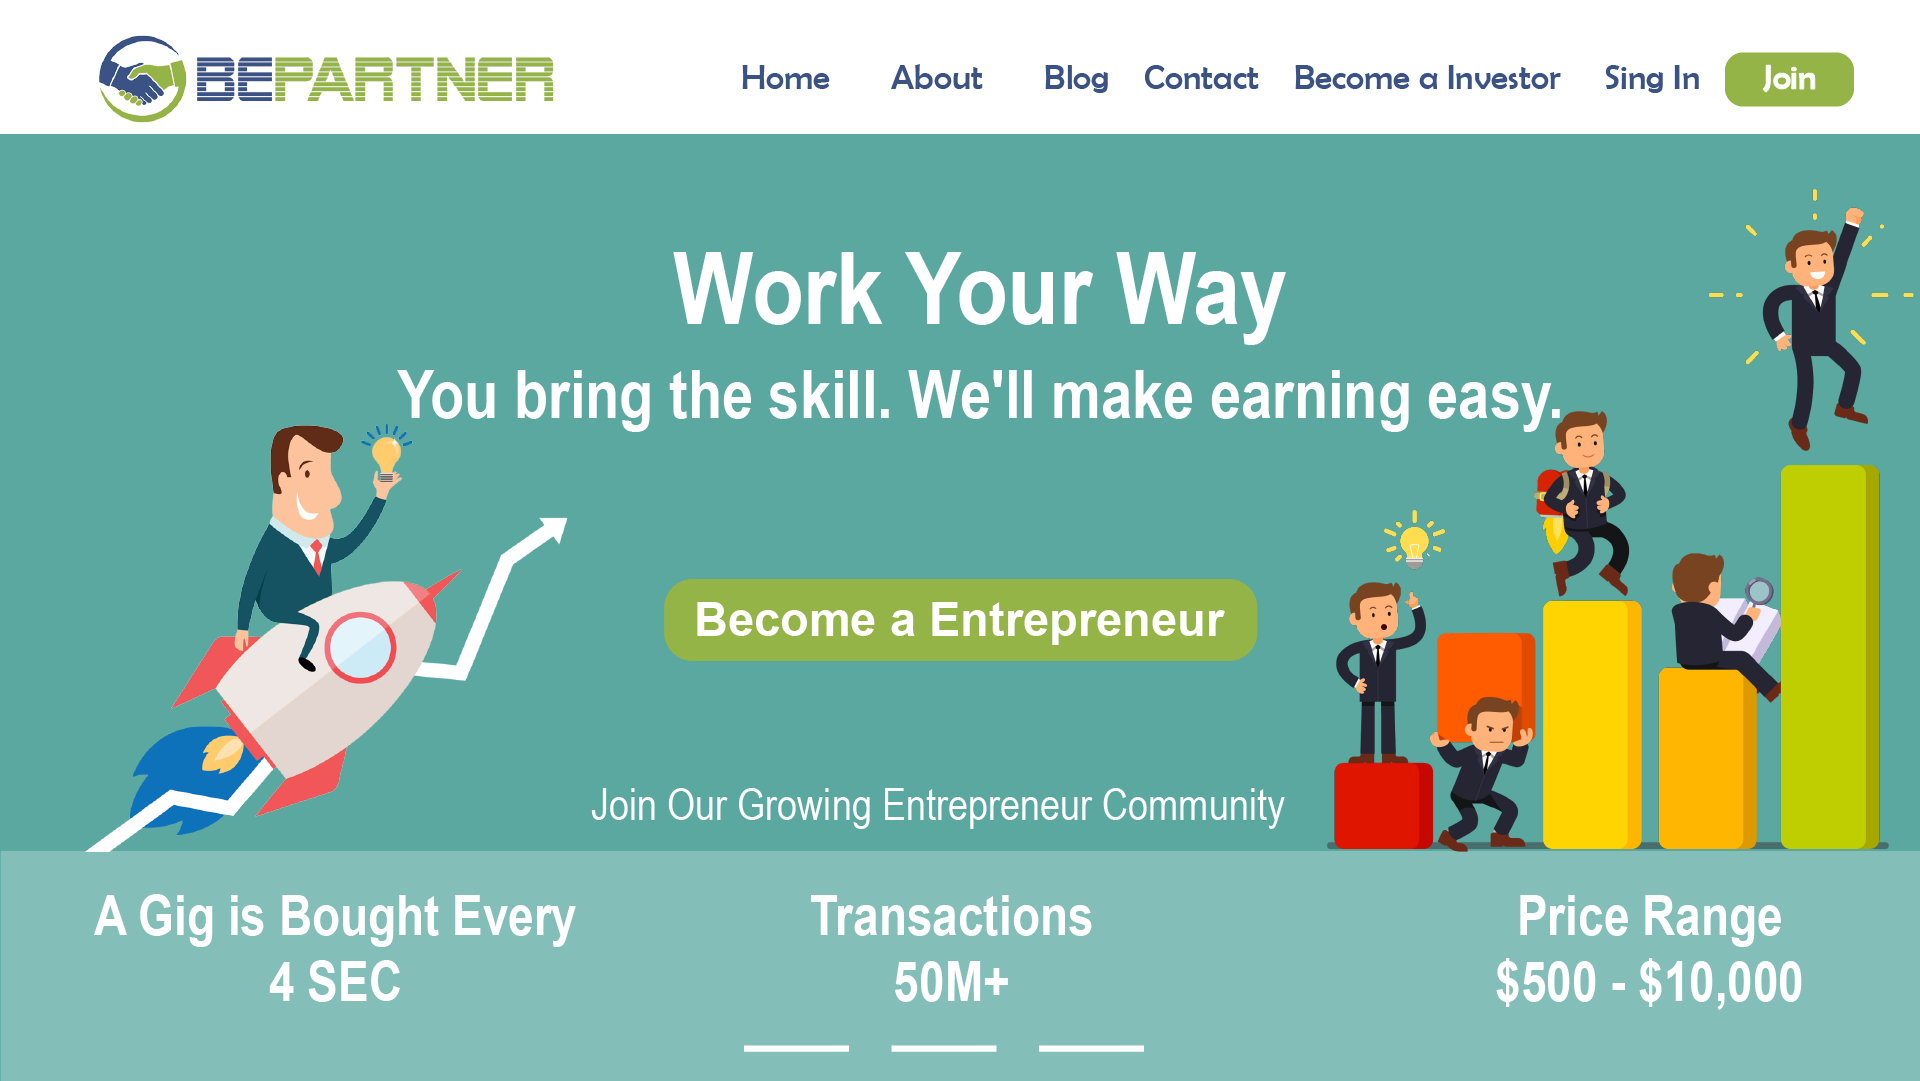 BEPARTNER
Home About Blog Contact Become a Investor Sing In Join
Work Your Way
You bring the skill. We'll make earning easy.
Become a Entrepreneur
Join Our Growing Entrepreneur Community
A Gig is Bought Every
4 SEC
Transactions
50M+
Price Range
$500 - $10,000